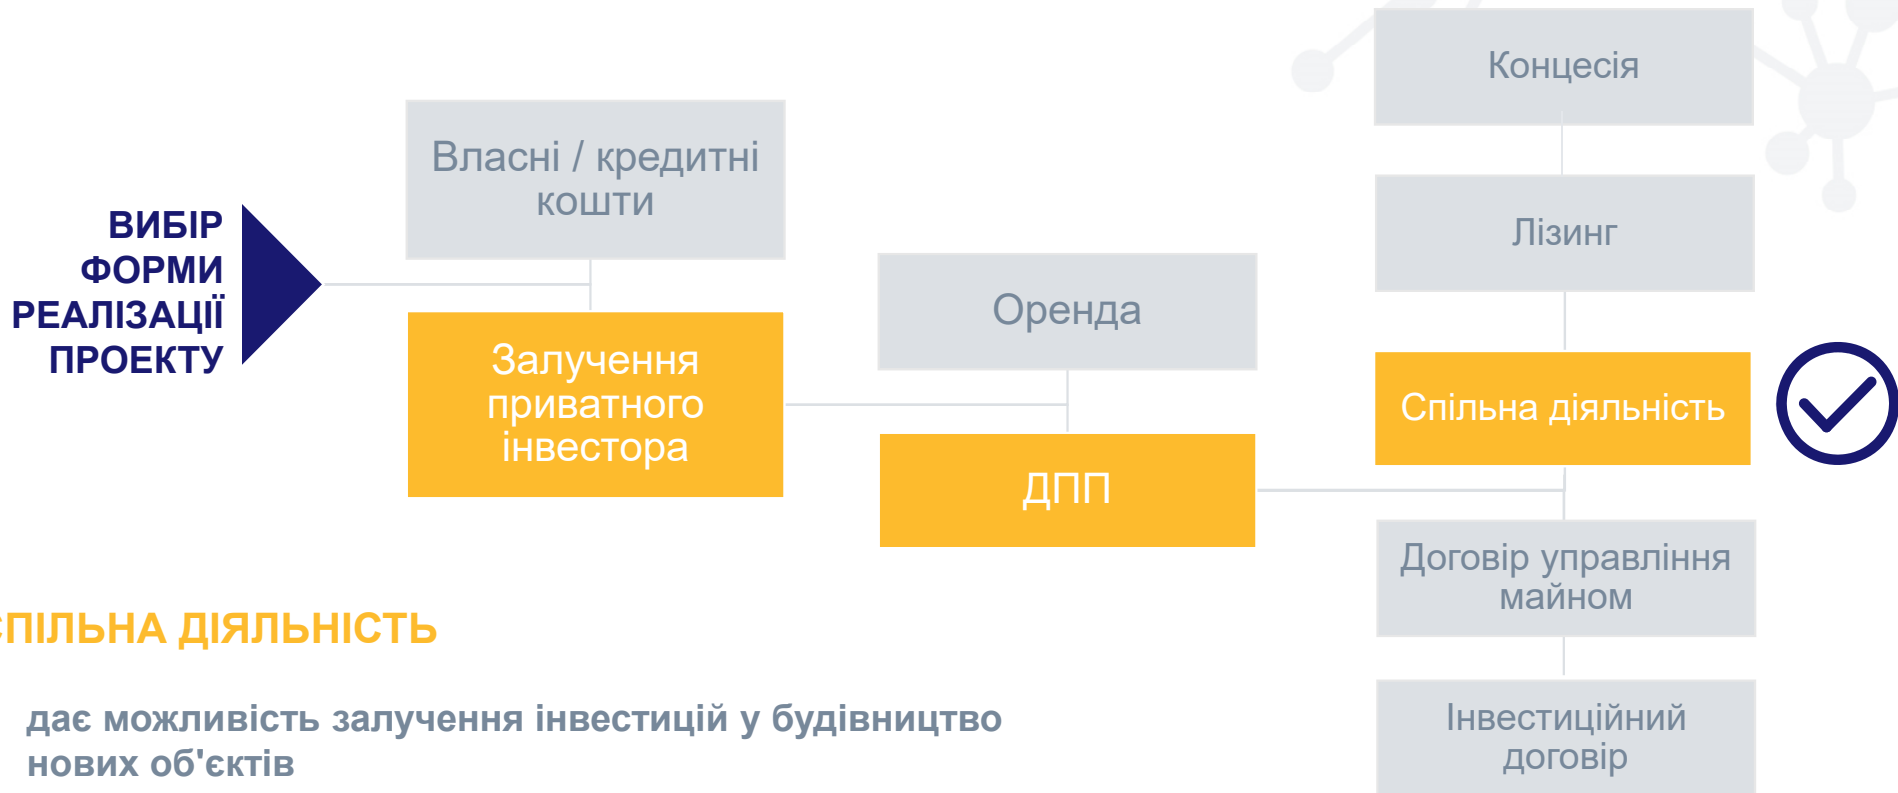 ВИБІР
ФОРМИ
РЕАЛІЗАЦІЇ
ПРОЕКТУ
Власні / кредитні
кошти
Залучення
приватного
інвестора
Оренда
ДПП
Концесія
Лізинг
Спільна діяльність
Договір управління
майном
Інвестиційний
договір
СПІЛЬНА ДІЯЛЬНІСТЬ
дає можливість залучення інвестицій у будівництво
нових об'єктів